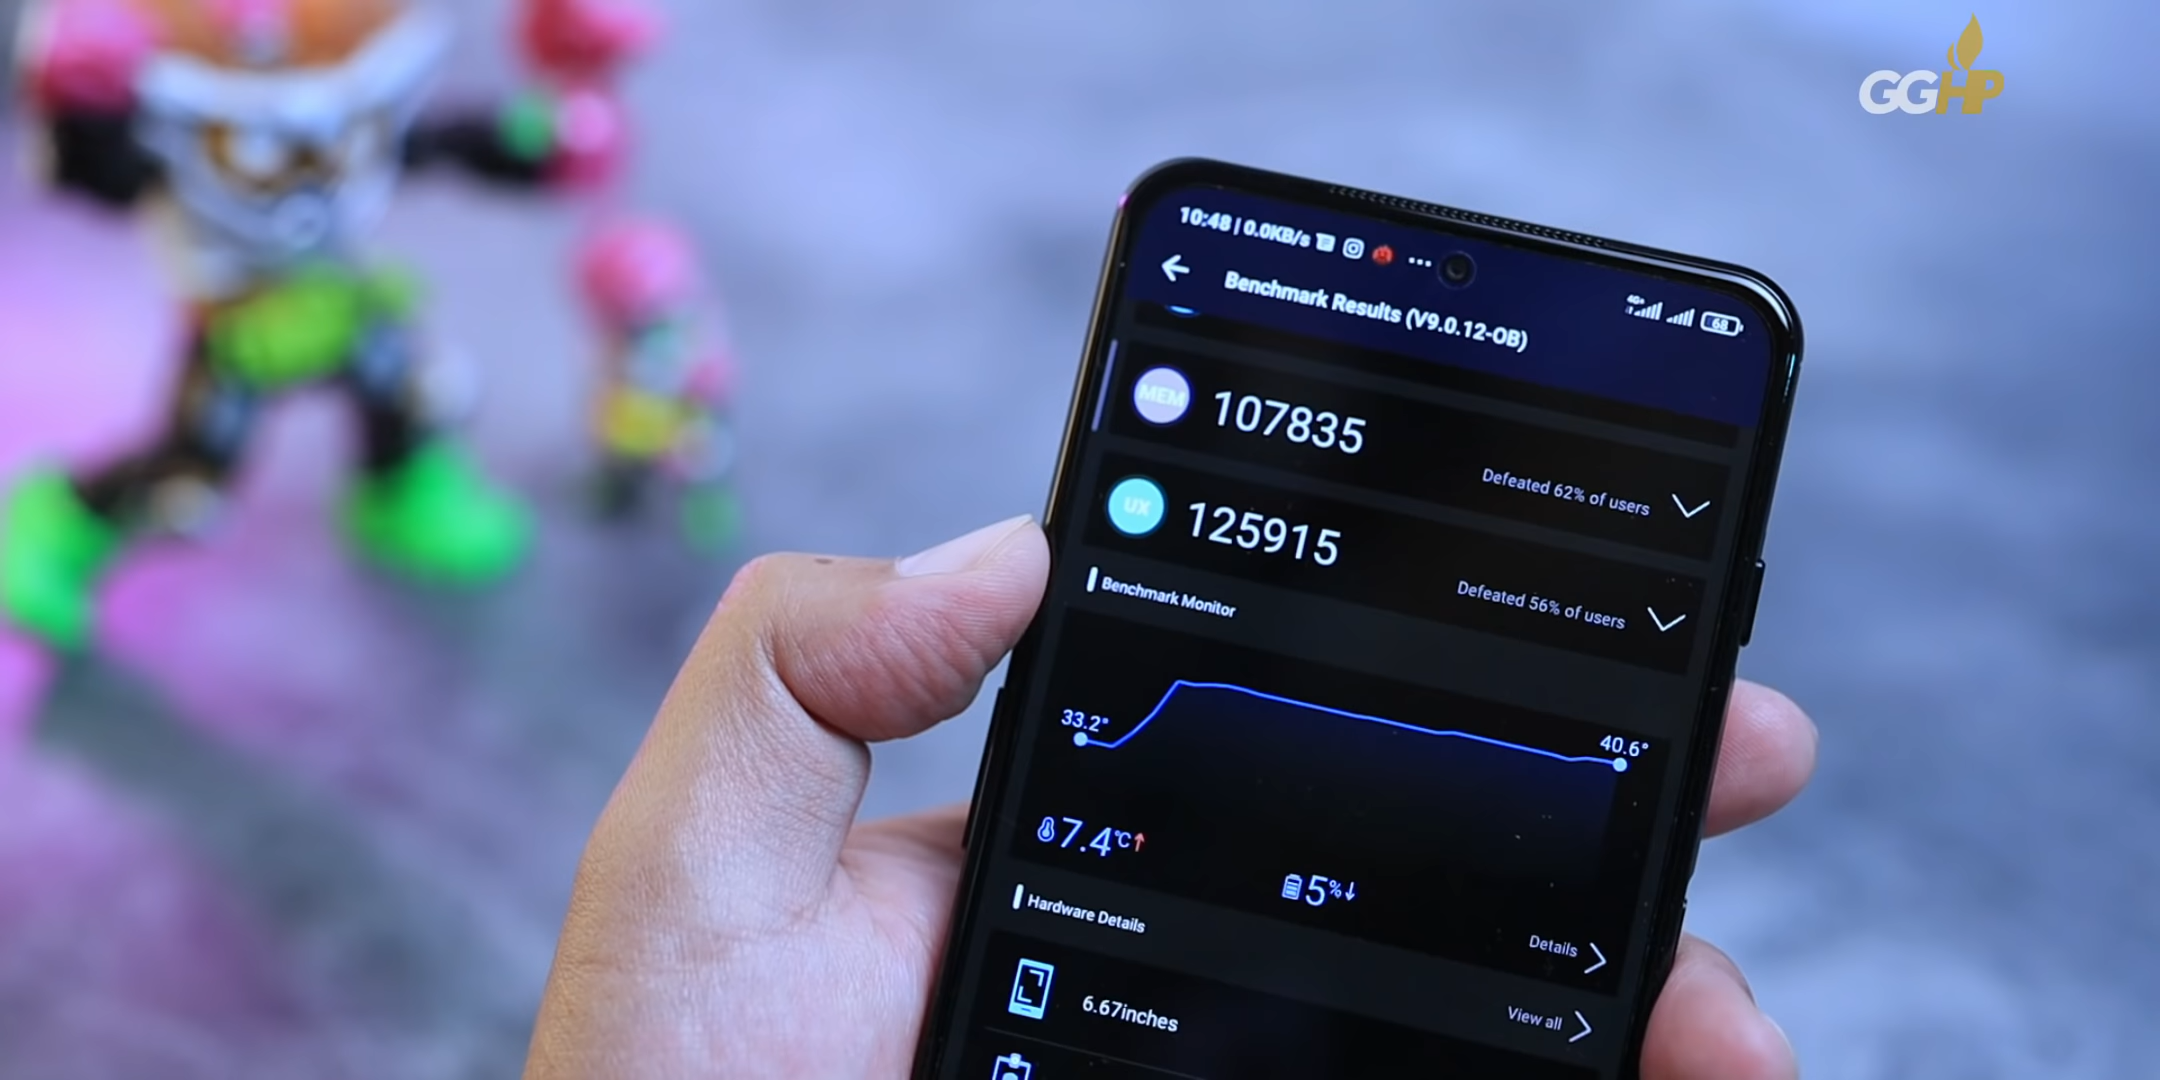 GGHP
10:48 | 0.0KB/s
4G+ 68
Benchmark Results (V9.0.12-OB)
MEM 107835
Defeated 62% of users
UX 125915
Defeated 56% of users
Benchmark Monitor
33.2°
40.6°
7.4°C↑
5%↓
Details
Hardware Details
View all
6.67inches